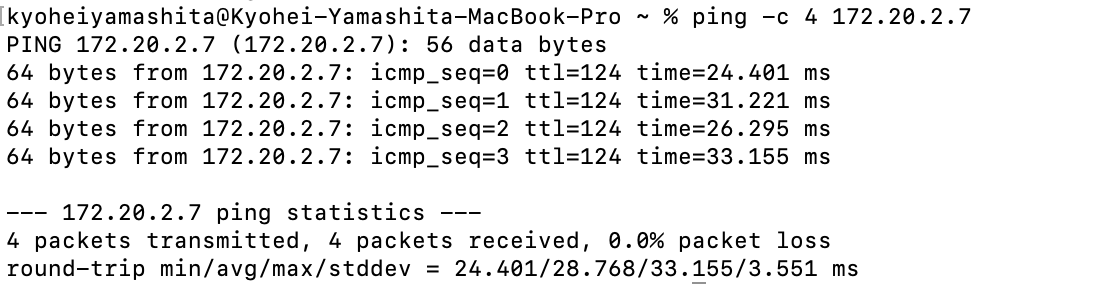 [kyoheiyamashita@Kyohei-Yamashita-MacBook-Pro ~ % ping -c 4 172.20.2.7
PING 172.20.2.7 (172.20.2.7): 56 data bytes
64 bytes from 172.20.2.7: icmp_seq=0 ttl=124 time=24.401 ms
64 bytes from 172.20.2.7: icmp_seq=1 ttl=124 time=31.221 ms
64 bytes from 172.20.2.7: icmp_seq=2 ttl=124 time=26.295 ms
64 bytes from 172.20.2.7: icmp_seq=3 ttl=124 time=33.155 ms

--- 172.20.2.7 ping statistics ---
4 packets transmitted, 4 packets received, 0.0% packet loss
round-trip min/avg/max/stddev = 24.401/28.768/33.155/3.551 ms